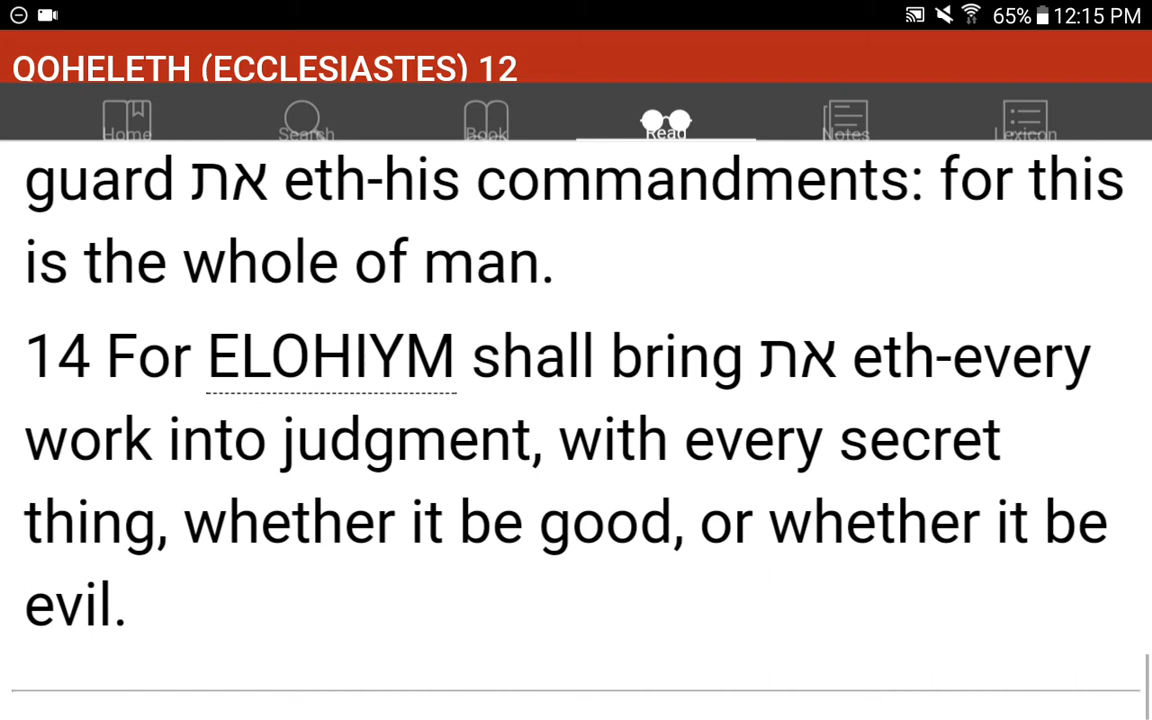 65% 12:15 PM
QOHELETH (ECCLESIASTES) 12
Home Search Book Read Notes Lexicon
guard את eth-his commandments: for this
is the whole of man.
14 For ELOHIYM shall bring את eth-every
work into judgment, with every secret
thing, whether it be good, or whether it be
evil.